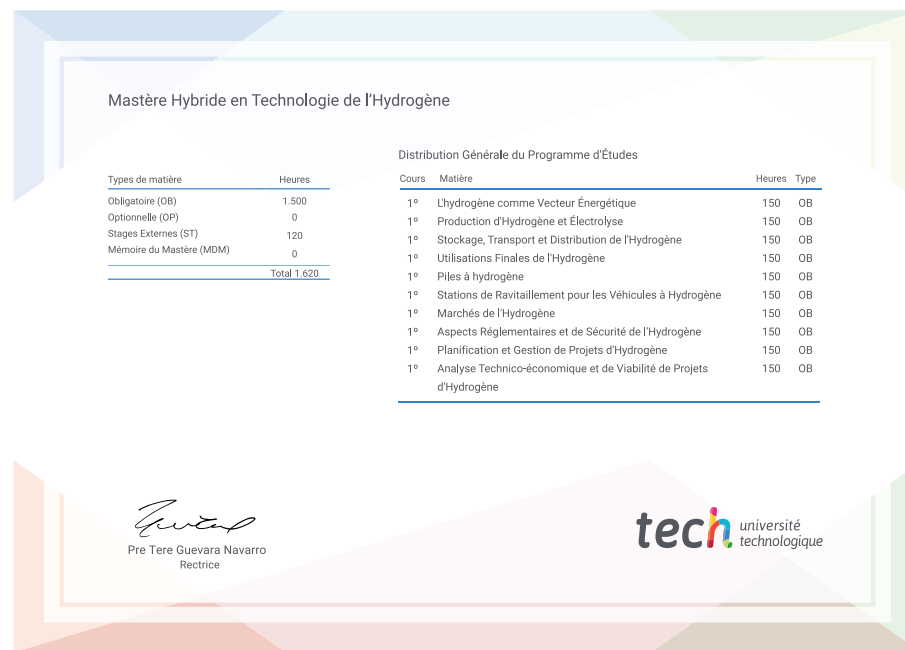 Mastère Hybride en Technologie de l'Hydrogène
Types de matière Heures
Obligatoire (OB) 1.500
Optionnelle (OP) 0
Stages Externes (ST) 120
Mémoire du Mastère (MDM) 0
Total 1.620
Distribution Générale du Programme d'Études
Cours Matière Heures Type
1º L'hydrogène comme Vecteur Énergétique 150 OB
1º Production d'Hydrogène et Électrolyse 150 OB
1º Stockage, Transport et Distribution de l'Hydrogène 150 OB
1º Utilisations Finales de l'Hydrogène 150 OB
1º Piles à hydrogène 150 OB
1º Stations de Ravitaillement pour les Véhicules à Hydrogène 150 OB
1º Marchés de l'Hydrogène 150 OB
1º Aspects Réglementaires et de Sécurité de l'Hydrogène 150 OB
1º Planification et Gestion de Projets d'Hydrogène 150 OB
1º Analyse Technico-économique et de Viabilité de Projets 150 OB
d'Hydrogène
Pre Tere Guevara Navarro
Rectrice
tech université
technologique